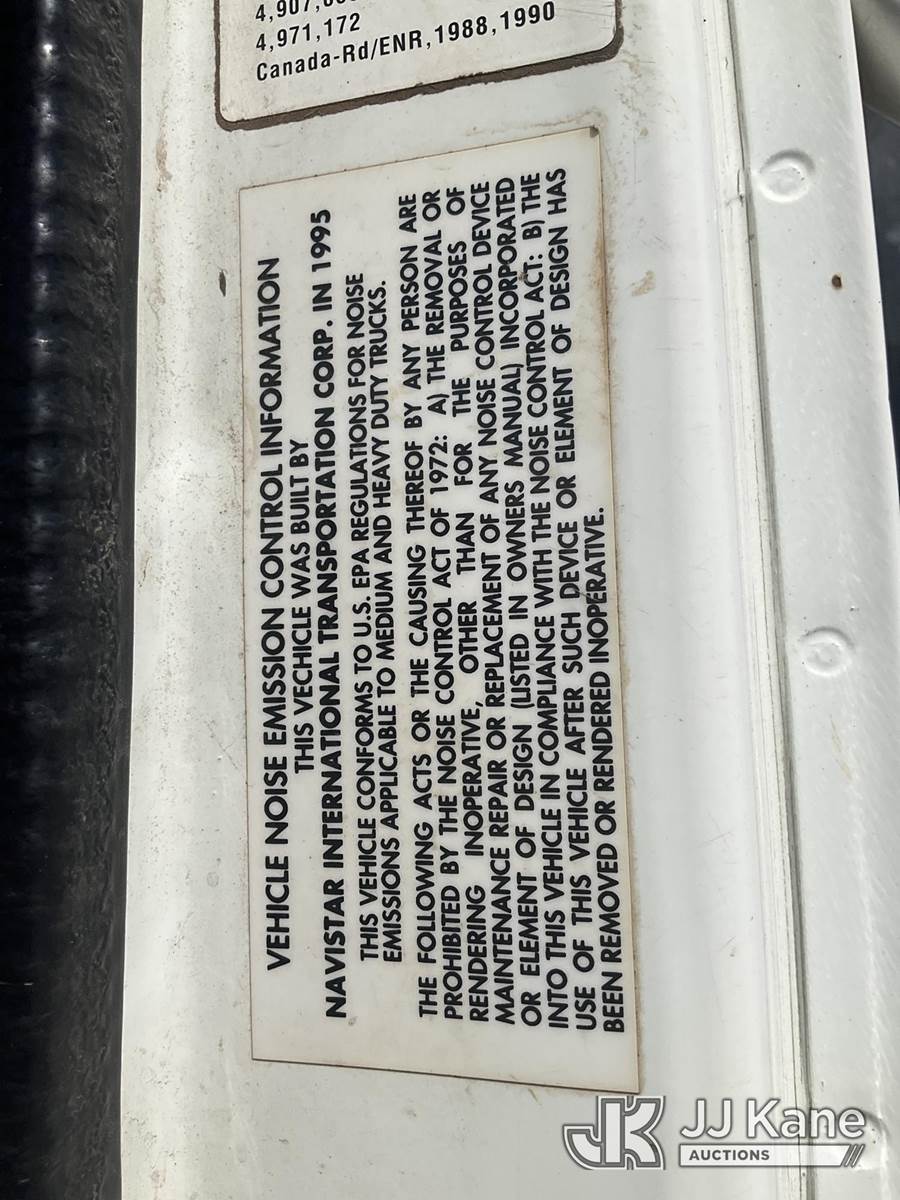 4,971,172
Canada-Rd/ENR,1988,1990
VEHICLE NOISE EMISSION CONTROL INFORMATION
THIS VECHICLE WAS BUILT BY
NAVISTAR INTERNATIONAL TRANSPORTATION CORP. IN 1995
THIS VEHICLE CONFORMS TO U.S. EPA REGULATIONS FOR NOISE
EMISSIONS APPLICABLE TO MEDIUM AND HEAVY DUTY TRUCKS.
THE FOLLOWING ACTS OR THE CAUSING THEREOF BY ANY PERSON ARE
PROHIBITED BY THE NOISE CONTROL ACT OF 1972: A) THE REMOVAL OR
RENDERING INOPERATIVE, OTHER THAN FOR THE PURPOSES OF
MAINTENANCE REPAIR OR REPLACEMENT OF ANY NOISE CONTROL DEVICE
OR ELEMENT OF DESIGN (LISTED IN OWNERS MANUAL) INCORPORATED
INTO THIS VEHICLE IN COMPLIANCE WITH THE NOISE CONTROL ACT: B) THE
USE OF THIS VEHICLE AFTER SUCH DEVICE OR ELEMENT OF DESIGN HAS
BEEN REMOVED OR RENDERED INOPERATIVE.
JK JJ Kane
AUCTIONS